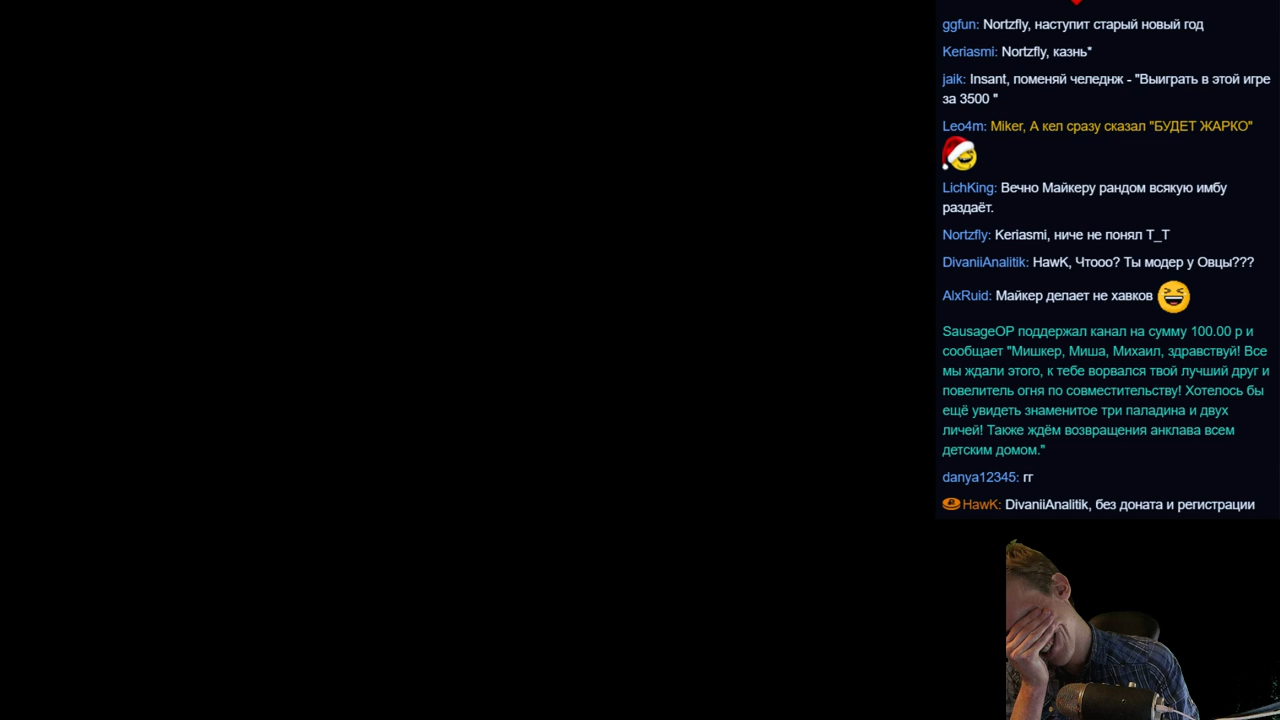 ggfun: Nortzfly, наступит старый новый год
Keriasmi: Nortzfly, казнь*
jaik: Insant, поменяй челеднж - "Выиграть в этой игре
за 3500 "
Leo4m: Miker, А кел сразу сказал "БУДЕТ ЖАРКО"
LichKing: Вечно Майкеру рандом всякую имбу
раздаёт.
Nortzfly: Keriasmi, ниче не понял T_T
DivaniiAnalitik: HawK, Чтооо? Ты модер у Овцы???
AlxRuid: Майкер делает не хавков
SausageOP поддержал канал на сумму 100.00 р и
сообщает "Мишкер, Миша, Михаил, здравствуй! Все
мы ждали этого, к тебе ворвался твой лучший друг и
повелитель огня по совместительству! Хотелось бы
ещё увидеть знаменитое три паладина и двух
личей! Также ждём возвращения анклава всем
детским домом."
danya12345: гг
HawK: DivaniiAnalitik, без доната и регистрации